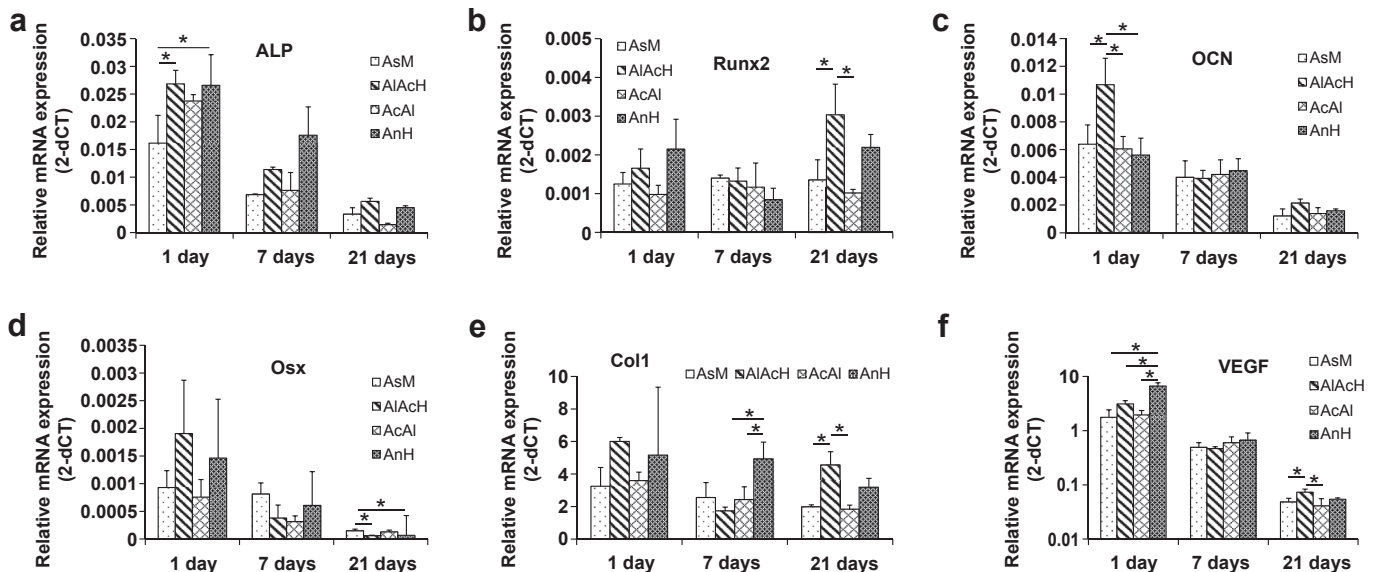 a
ALP
Relative mRNA expression
(2-dCT)
0.035
0.03
0.025
0.02
0.015
0.01
0.005
0
* *
AsM
AlAcH
AcAl
AnH
1 day 7 days 21 days
b
Runx2
Relative mRNA expression
(2-dCT)
0.005
0.004
0.003
0.002
0.001
0
AsM
AlAcH
AcAl
AnH
* *
1 day 7 days 21 days
c
OCN
Relative mRNA expression
(2-dCT)
0.014
0.012
0.01
0.008
0.006
0.004
0.002
0
* * *
AsM
AlAcH
AcAl
AnH
1 day 7 days 21 days
d
Osx
Relative mRNA expression
(2-dCT)
0.0035
0.003
0.0025
0.002
0.0015
0.001
0.0005
0
AsM
AlAcH
AcAl
AnH
* *
1 day 7 days 21 days
e
Col1
Relative mRNA expression
(2-dCT)
10
8
6
4
2
0
AsM AlAcH AcAl AnH
* * * *
1 day 7 days 21 days
f
VEGF
Relative mRNA expression
(2-dCT)
10
1
0.1
0.01
* * *
AsM
AlAcH
AcAl
AnH
* *
1 day 7 days 21 days